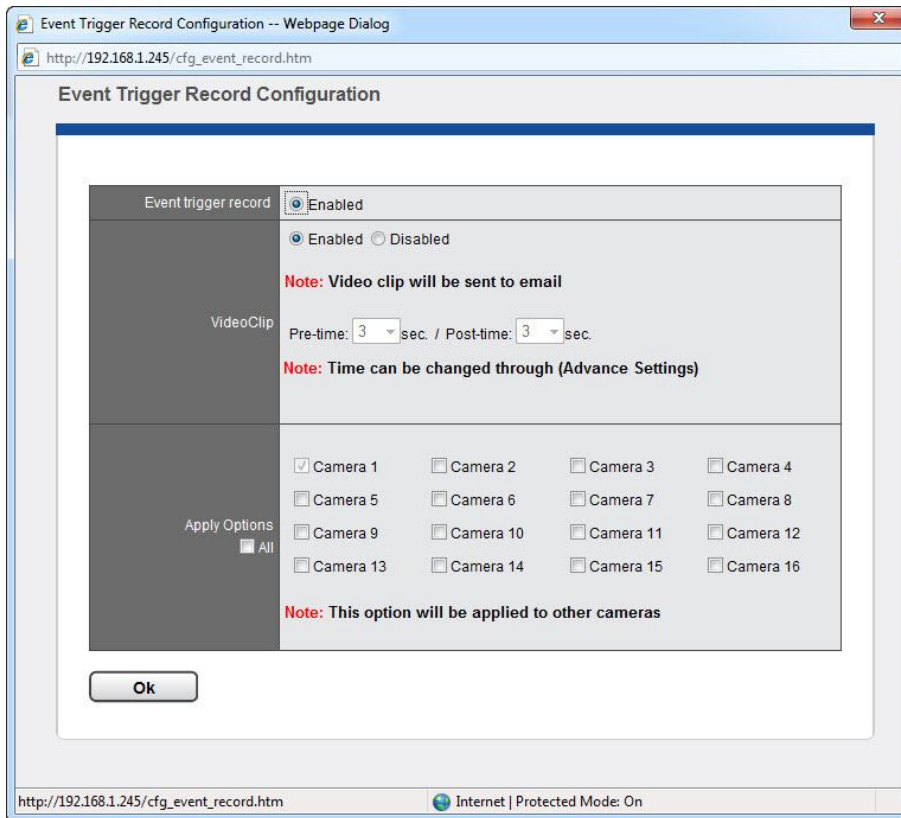 Event Trigger Record Configuration -- Webpage Dialog
http://192.168.1.245/cfg_event_record.htm
Event Trigger Record Configuration
Event trigger record
Enabled
VideoClip
Enabled Disabled
Note: Video clip will be sent to email
Pre-time: 3 sec. / Post-time: 3 sec.
Note: Time can be changed through (Advance Settings)
Apply Options
All
Camera 1 Camera 2 Camera 3 Camera 4
Camera 5 Camera 6 Camera 7 Camera 8
Camera 9 Camera 10 Camera 11 Camera 12
Camera 13 Camera 14 Camera 15 Camera 16
Note: This option will be applied to other cameras
Ok
http://192.168.1.245/cfg_event_record.htm
Internet | Protected Mode: On